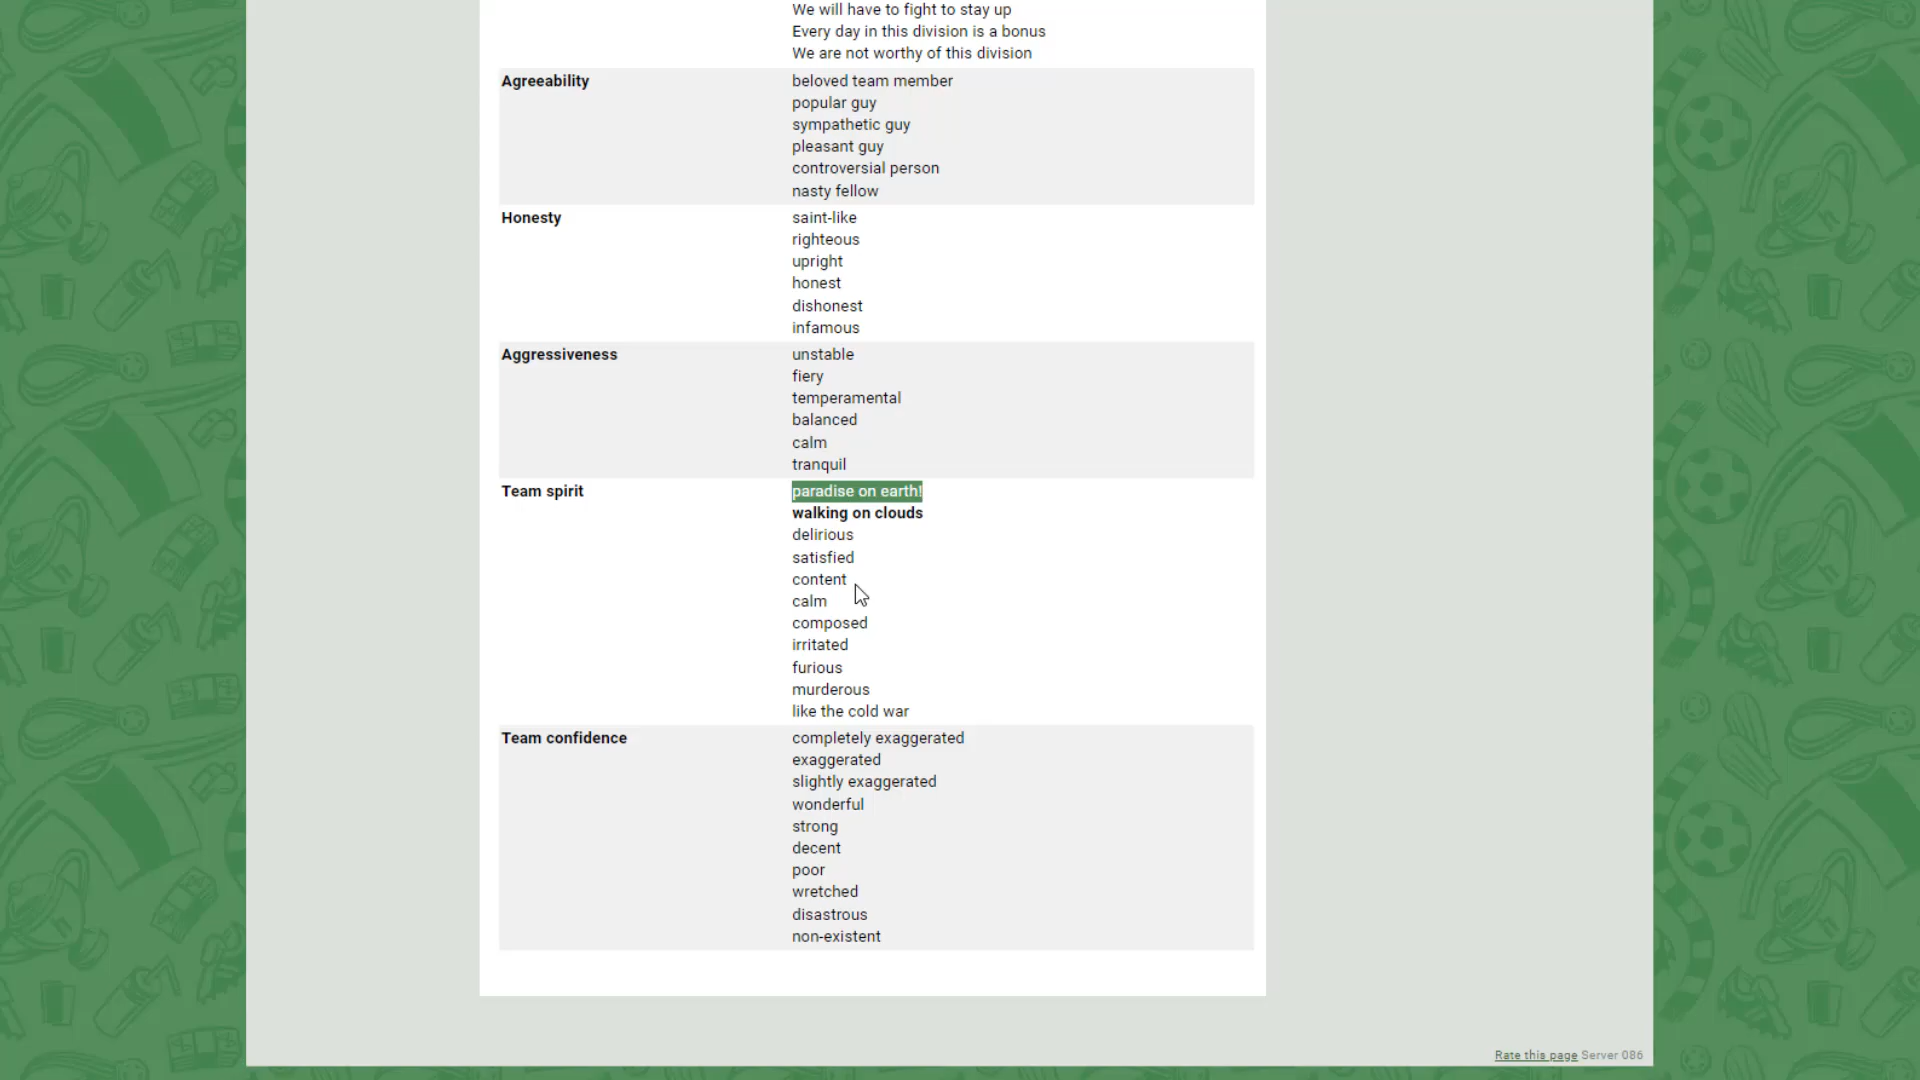 We will have to fight to stay up
Every day in this division is a bonus
We are not worthy of this division
Agreeability
beloved team member
popular guy
sympathetic guy
pleasant guy
controversial person
nasty fellow
Honesty
saint-like
righteous
upright
honest
dishonest
infamous
Aggressiveness
unstable
fiery
temperamental
balanced
calm
tranquil
Team spirit
paradise on earth!
walking on clouds
delirious
satisfied
content
calm
composed
irritated
furious
murderous
like the cold war
Team confidence
completely exaggerated
exaggerated
slightly exaggerated
wonderful
strong
decent
poor
wretched
disastrous
non-existent
Rate this page Server 086